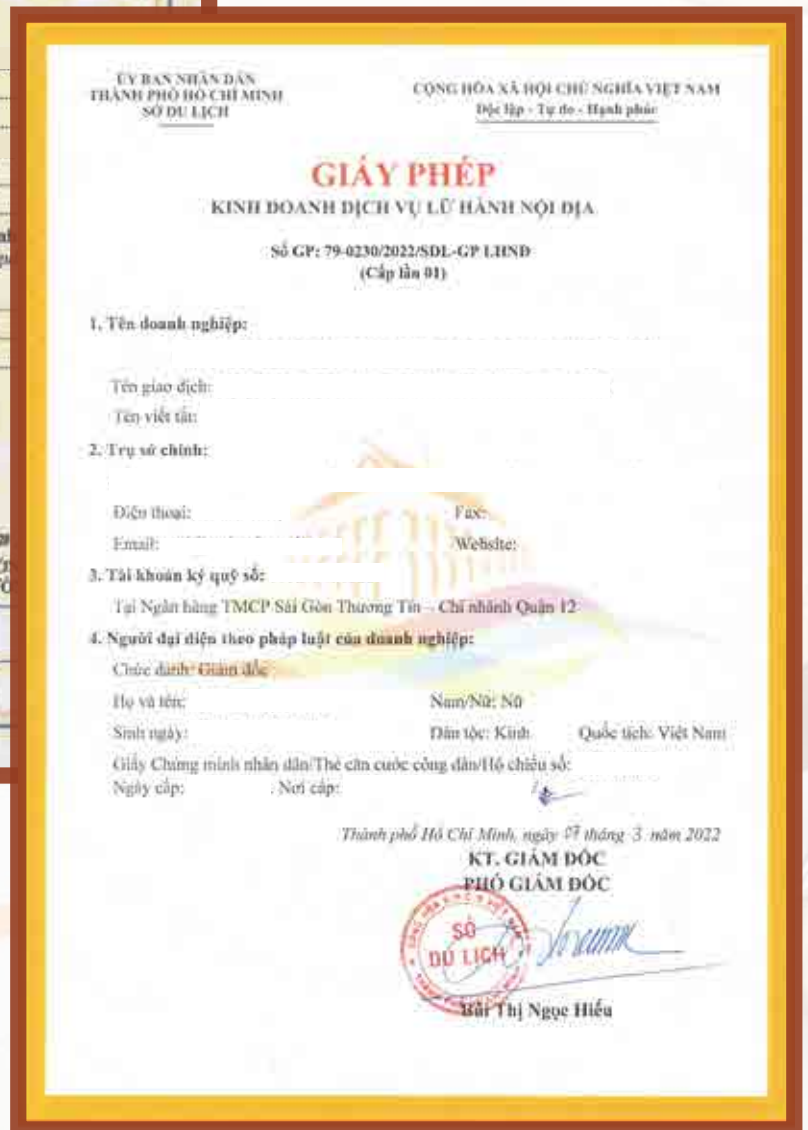 ỦY BAN NHÂN DÂN
THÀNH PHỐ HỒ CHÍ MINH
SỞ DU LỊCH
CỘNG HÒA XÃ HỘI CHỦ NGHĨA VIỆT NAM
Độc lập - Tự do - Hạnh phúc
GIẤY PHÉP
KINH DOANH DỊCH VỤ LỮ HÀNH NỘI ĐỊA
Số GP: 79-0230/2022/SDL-GP LHNĐ
(Cấp lần 01)
1. Tên doanh nghiệp:
Tên giao dịch:
Tên viết tắt:
2. Trụ sở chính:
Điện thoại: Fax:
Email: Website:
3. Tài khoản ký quỹ số:
Tại Ngân hàng TMCP Sài Gòn Thương Tín – Chi nhánh Quận 12
4. Người đại diện theo pháp luật của doanh nghiệp:
Chức danh: Giám đốc
Họ và tên: Nam/Nữ: Nữ
Sinh ngày: Dân tộc: Kinh Quốc tịch: Việt Nam
Giấy Chứng minh nhân dân/Thẻ căn cước công dân/Hộ chiếu số:
Ngày cấp: . Nơi cấp:
Thành phố Hồ Chí Minh, ngày 07 tháng 3 năm 2022
KT. GIÁM ĐỐC
PHÓ GIÁM ĐỐC
SỞ
DU LỊCH
Bùi Thị Ngọc Hiếu